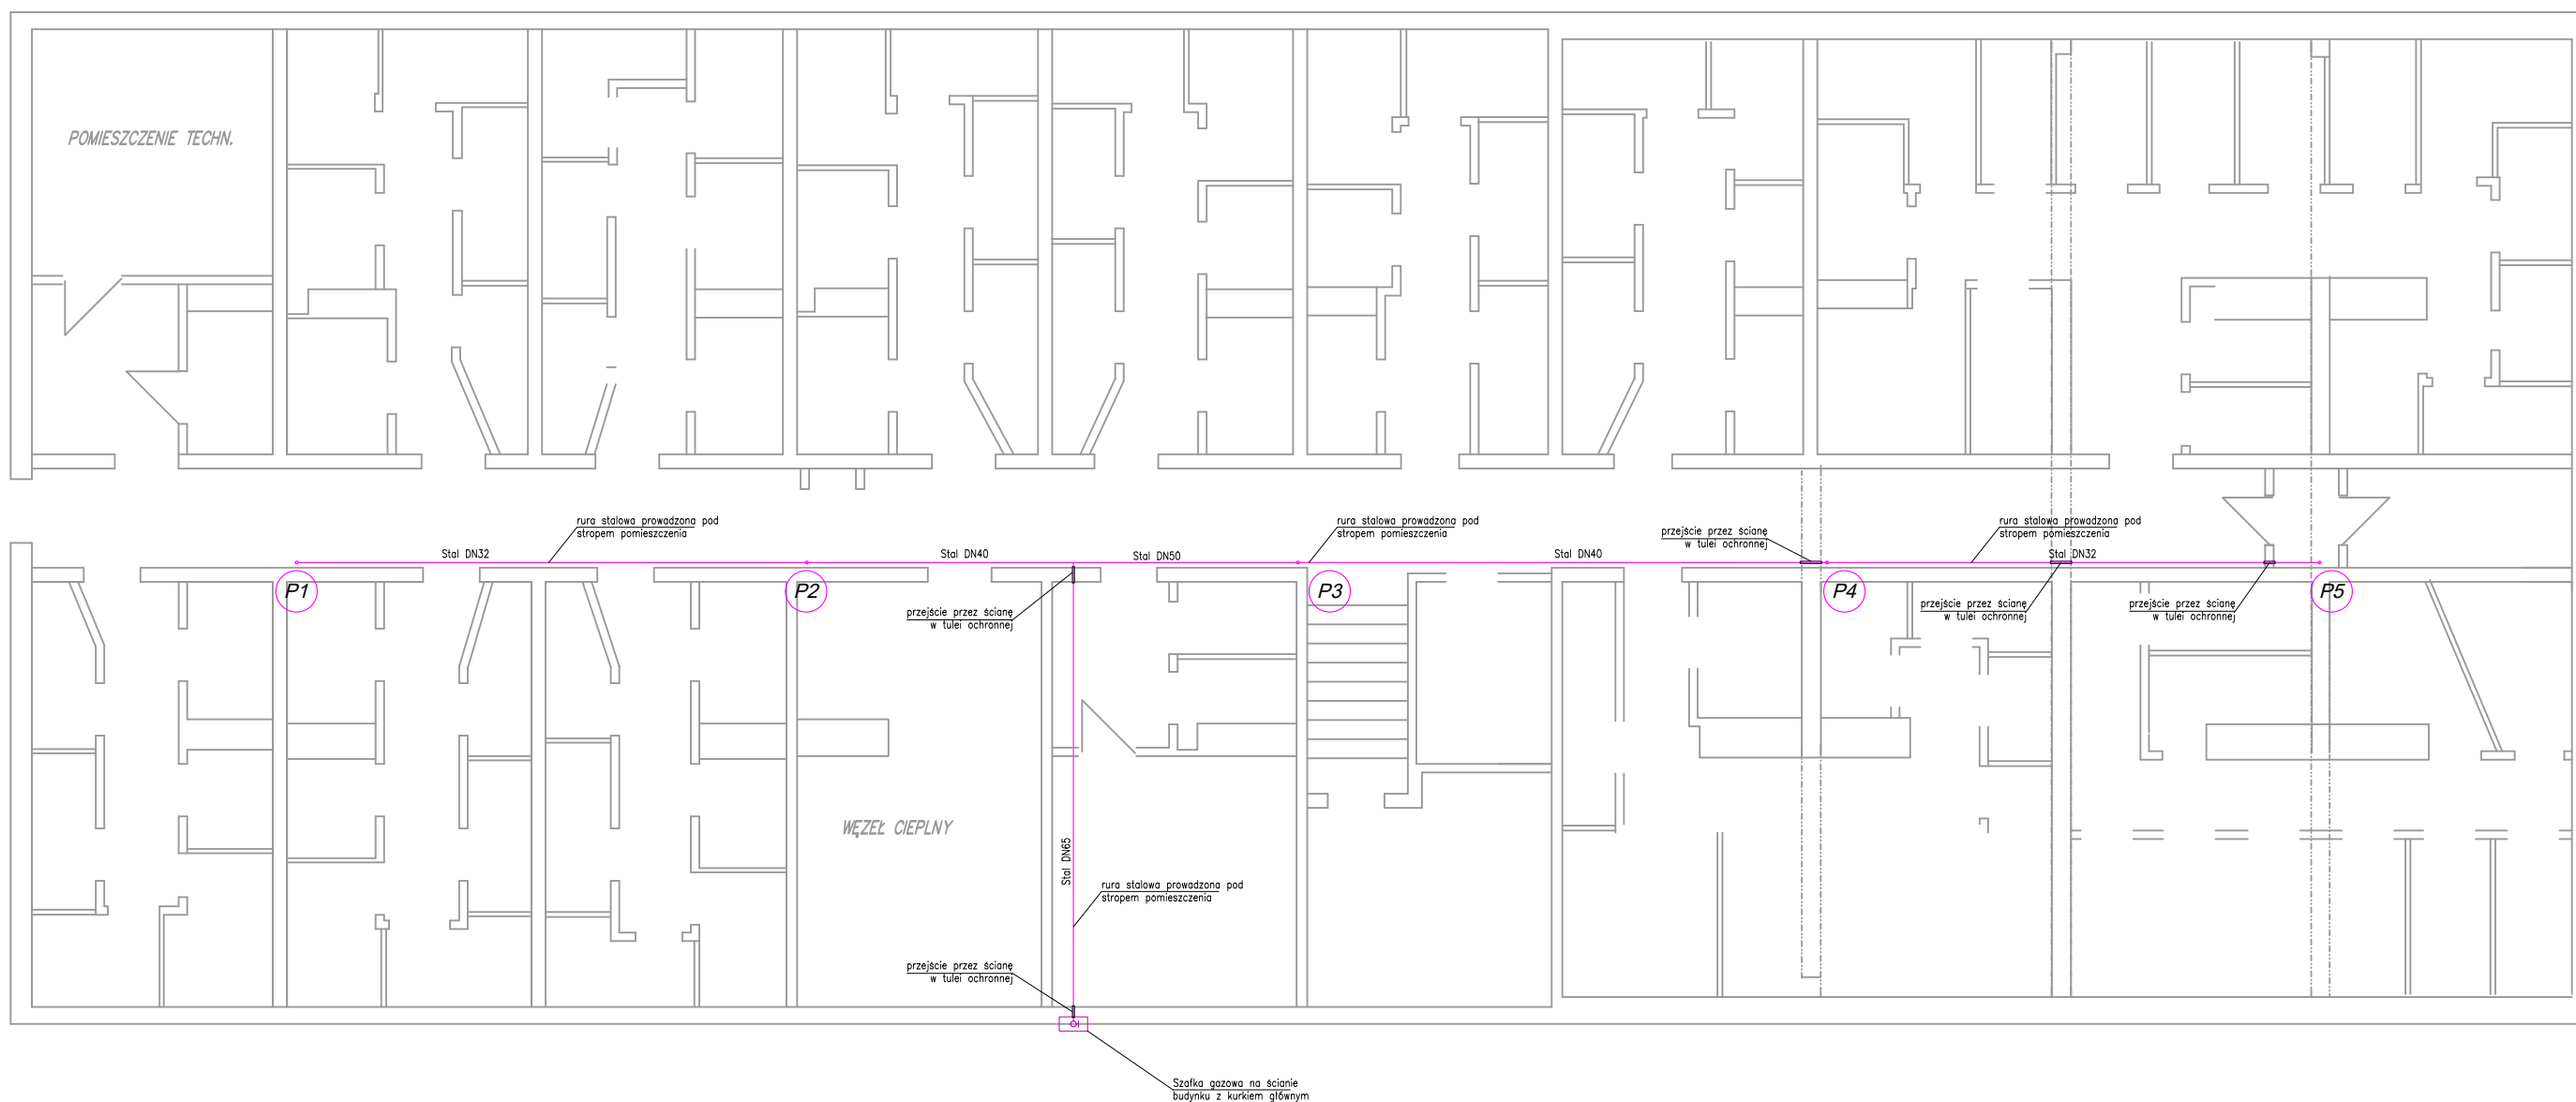 POMIESZCZENIE TECHN.
rura stalowa prowadzona pod
stropem pomieszczenia
rura stalowa prowadzona pod
stropem pomieszczenia
przejście przez ścianę
w tulei ochronnej
rura stalowa prowadzona pod
stropem pomieszczenia
Stal DN32
Stal DN40
Stal DN50
Stal DN40
Stal DN32
P1
P2
P3
P4
P5
przejście przez ścianę
w tulei ochronnej
przejście przez ścianę
w tulei ochronnej
przejście przez ścianę
w tulei ochronnej
WĘZEŁ CIEPLNY
Stal DN65
rura stalowa prowadzona pod
stropem pomieszczenia
przejście przez ścianę
w tulei ochronnej
Szafka gazowa na ścianie
budynku z kurkiem głównym